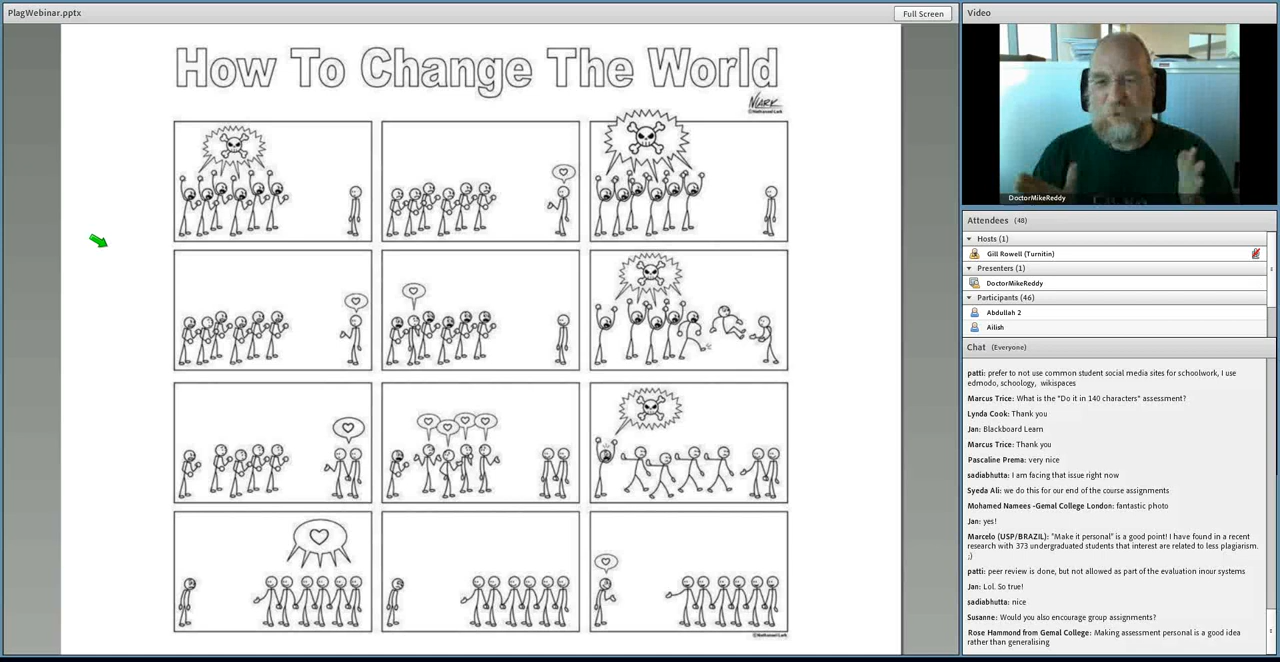 PlagWebinar.pptx
Full Screen
How To Change The World
NLARK
©Nathanael Lark
©Nathanael Lark
Video
DoctorMikeReddy
Attendees (48)
Hosts (1)
Gill Rowell (Turnitin)
Presenters (1)
DoctorMikeReddy
Participants (46)
Abdullah 2
Ailish
Chat (Everyone)
patti: prefer to not use common student social media sites for schoolwork, I use
edmodo, schoology, wikispaces
Marcus Trice: What is the "Do it in 140 characters" assessment?
Lynda Cook: Thank you
Jan: Blackboard Learn
Marcus Trice: Thank you
Pascaline Prema: very nice
sadiabhutta: I am facing that issue right now
Syeda Ali: we do this for our end of the course assignments
Mohamed Namees -Gemal College London: fantastic photo
Jan: yes!
Marcelo (USP/BRAZIL): "Make it personal" is a good point! I have found in a recent
research with 373 undergraduated students that interest are related to less plagiarism.
;)
patti: peer review is done, but not allowed as part of the evaluation inour systems
Jan: Lol. So true!
sadiabhutta: nice
Susanne: Would you also encourage group assignments?
Rose Hammond from Gemal College: Making assessment personal is a good idea
rather than generalising